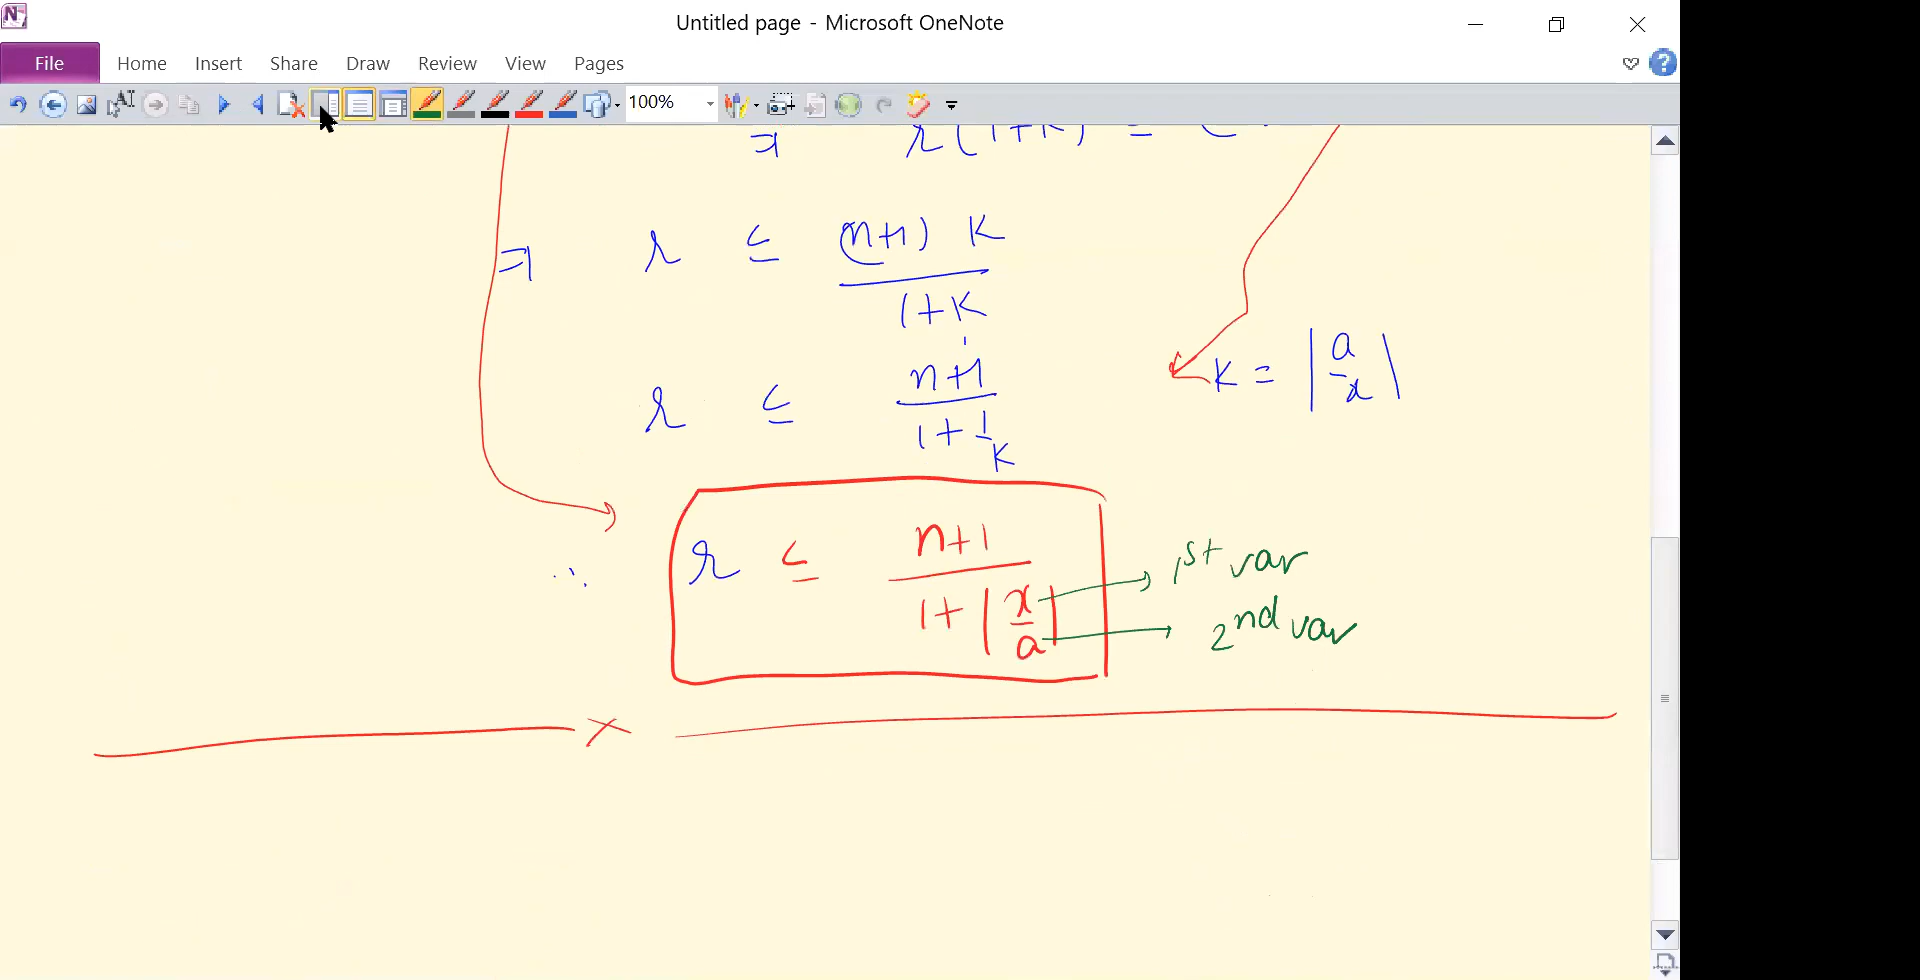 Untitled page - Microsoft OneNote
File Home Insert Share Draw Review View Pages
100%
⇒ r(1+K) ≤
⇒ r ≤ (n+1) K / 1+K
r ≤ n+1 / 1+1/K
K = |a/x|
∴ r ≤ n+1 / 1+|x/a|
1st var
2nd var